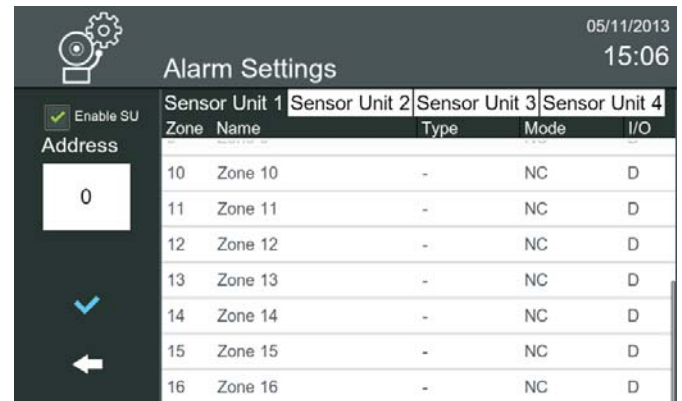 05/11/2013
15:06
Alarm Settings
Enable SU
Address
0
Sensor Unit 1 Sensor Unit 2 Sensor Unit 3 Sensor Unit 4
Zone Name Type Mode I/O
10 Zone 10 - NC D
11 Zone 11 - NC D
12 Zone 12 - NC D
13 Zone 13 - NC D
14 Zone 14 - NC D
15 Zone 15 - NC D
16 Zone 16 - NC D